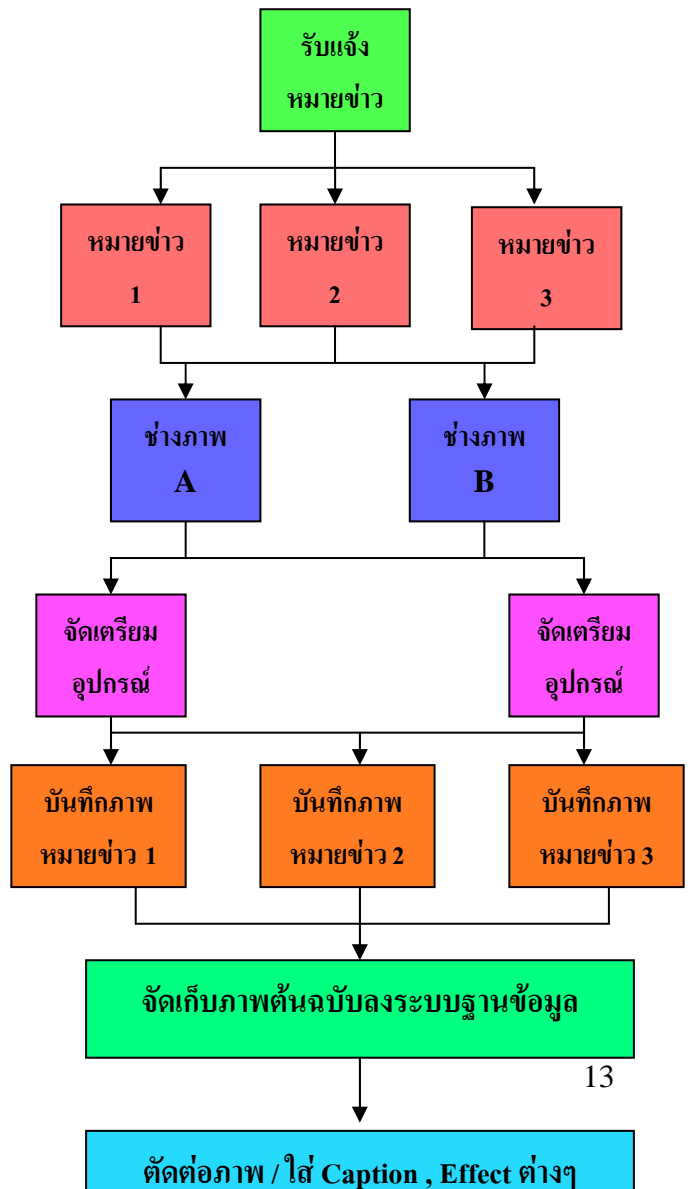 รับแจ้ง
หมายข่าว
หมายข่าว
1
หมายข่าว
2
หมายข่าว
3
ช่างภาพ
A
ช่างภาพ
B
จัดเตรียม
อุปกรณ์
จัดเตรียม
อุปกรณ์
บันทึกภาพ
หมายข่าว 1
บันทึกภาพ
หมายข่าว 2
บันทึกภาพ
หมายข่าว 3
จัดเก็บภาพต้นฉบับลงระบบฐานข้อมูล
13
ตัดต่อภาพ / ใส่ Caption , Effect ต่างๆ